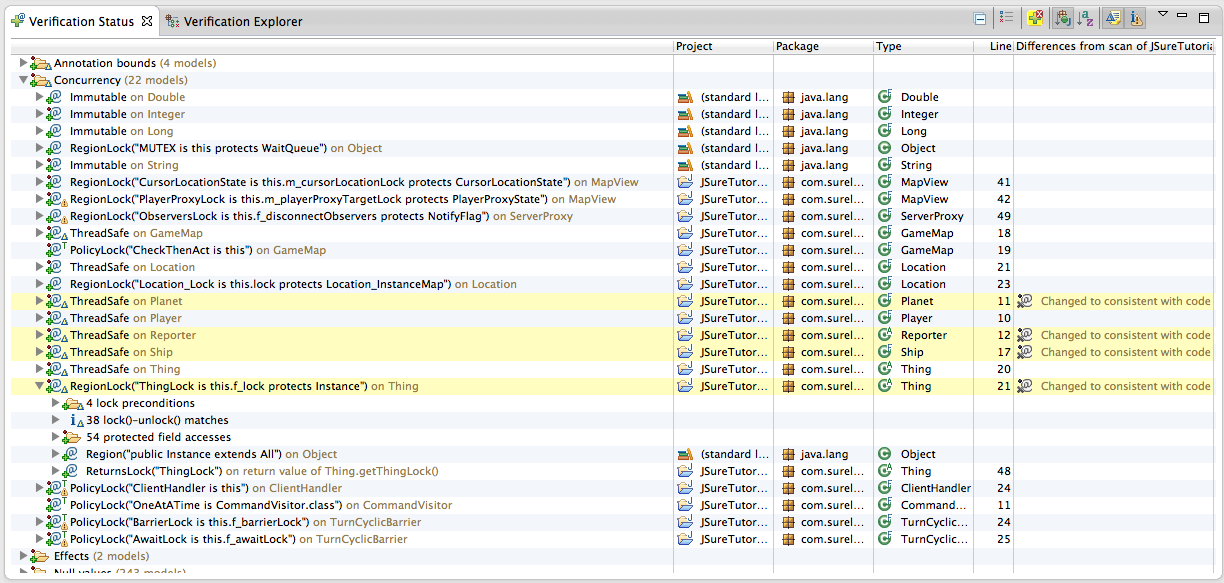 Verification Status Verification Explorer
Project Package Type Line Differences from scan of JSureTutoria
Annotation bounds (4 models)
Concurrency (22 models)
Immutable on Double (standard l... java.lang Double
Immutable on Integer (standard l... java.lang Integer
Immutable on Long (standard l... java.lang Long
RegionLock("MUTEX is this protects WaitQueue") on Object (standard l... java.lang Object
Immutable on String (standard l... java.lang String
RegionLock("CursorLocationState is this.m_cursorLocationLock protects CursorLocationState") on MapView JSureTutor... com.surel... MapView 41
RegionLock("PlayerProxyLock is this.m_playerProxyTargetLock protects PlayerProxyState") on MapView JSureTutor... com.surel... MapView 42
RegionLock("ObserversLock is this.f_disconnectObservers protects NotifyFlag") on ServerProxy JSureTutor... com.surel... ServerProxy 49
ThreadSafe on GameMap JSureTutor... com.surel... GameMap 18
PolicyLock("CheckThenAct is this") on GameMap JSureTutor... com.surel... GameMap 19
ThreadSafe on Location JSureTutor... com.surel... Location 21
RegionLock("Location_Lock is this.lock protects Location_InstanceMap") on Location JSureTutor... com.surel... Location 23
ThreadSafe on Planet JSureTutor... com.surel... Planet 11 Changed to consistent with code
ThreadSafe on Player JSureTutor... com.surel... Player 10
ThreadSafe on Reporter JSureTutor... com.surel... Reporter 12 Changed to consistent with code
ThreadSafe on Ship JSureTutor... com.surel... Ship 17 Changed to consistent with code
ThreadSafe on Thing JSureTutor... com.surel... Thing 20
RegionLock("ThingLock is this.f_lock protects Instance") on Thing JSureTutor... com.surel... Thing 21 Changed to consistent with code
4 lock preconditions
38 lock()-unlock() matches
54 protected field accesses
Region("public Instance extends All") on Object (standard l... java.lang Object
ReturnsLock("ThingLock") on return value of Thing.getThingLock() JSureTutor... com.surel... Thing 48
PolicyLock("ClientHandler is this") on ClientHandler JSureTutor... com.surel... ClientHandler 24
PolicyLock("OneAtATime is CommandVisitor.class") on CommandVisitor JSureTutor... com.surel... Command... 11
PolicyLock("BarrierLock is this.f_barrierLock") on TurnCyclicBarrier JSureTutor... com.surel... TurnCyclic... 24
PolicyLock("AwaitLock is this.f_awaitLock") on TurnCyclicBarrier JSureTutor... com.surel... TurnCyclic... 25
Effects (2 models)
Null values (243 models)